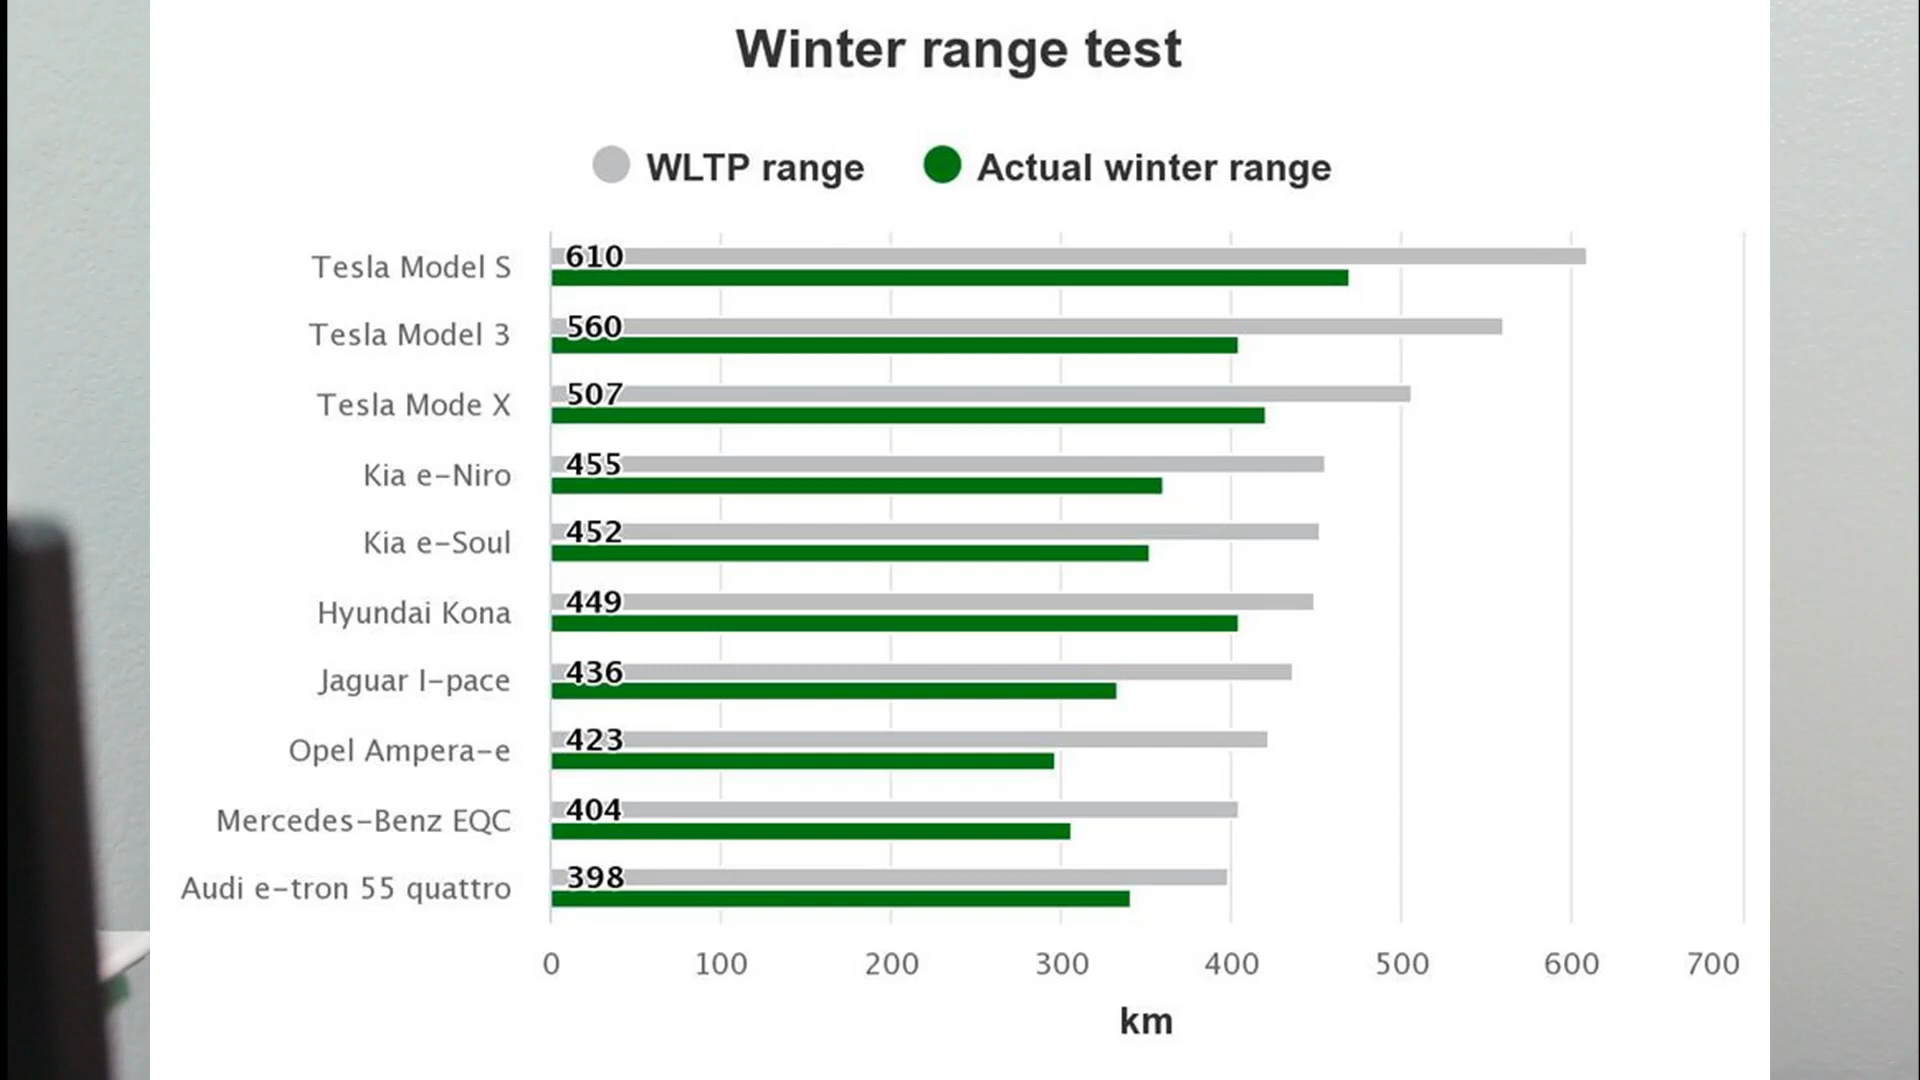 Winter range test
WLTP range
Actual winter range
Tesla Model S 610
Tesla Model 3 560
Tesla Mode X 507
Kia e-Niro 455
Kia e-Soul 452
Hyundai Kona 449
Jaguar I-pace 436
Opel Ampera-e 423
Mercedes-Benz EQC 404
Audi e-tron 55 quattro 398
0 100 200 300 400 500 600 700
km